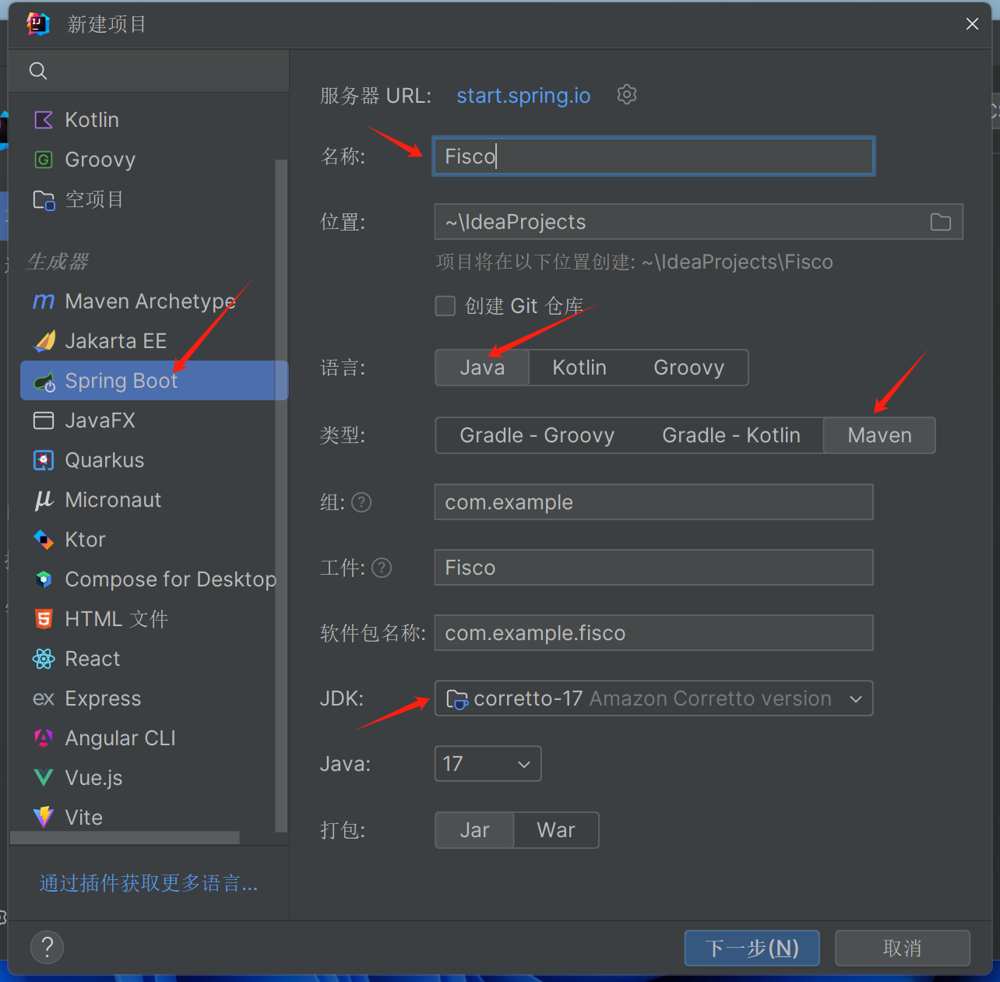 新建项目
Kotlin
Groovy
空项目
生成器
Maven Archetype
Jakarta EE
Spring Boot
JavaFX
Quarkus
Micronaut
Ktor
Compose for Desktop
HTML 文件
React
ex Express
Angular CLI
Vue.js
Vite
通过插件获取更多语言...
服务器 URL: start.spring.io
名称: Fisco
位置: ~\IdeaProjects
项目将在以下位置创建: ~\IdeaProjects\Fisco
创建 Git 仓库
语言: Java Kotlin Groovy
类型: Gradle - Groovy Gradle - Kotlin Maven
组: ? com.example
工件: ? Fisco
软件包名称: com.example.fisco
JDK: corretto-17 Amazon Corretto version
Java: 17
打包: Jar War
? 下一步(N) 取消